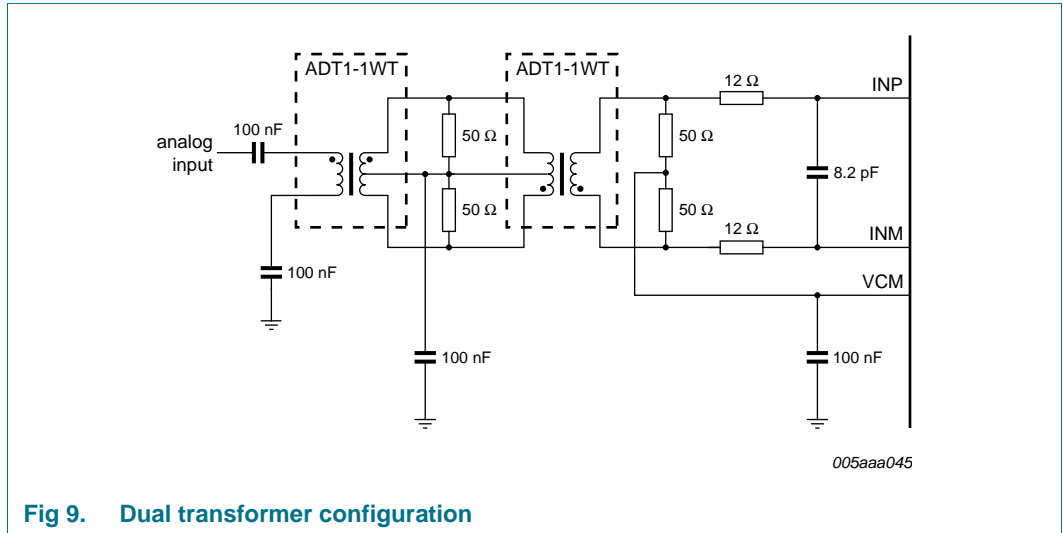 ADT1-1WT
ADT1-1WT
100 nF
analog
input
12 Ω
INP
50 Ω
50 Ω
8.2 pF
50 Ω
50 Ω
12 Ω
INM
VCM
100 nF
100 nF
100 nF
005aaa045
Fig 9. Dual transformer configuration